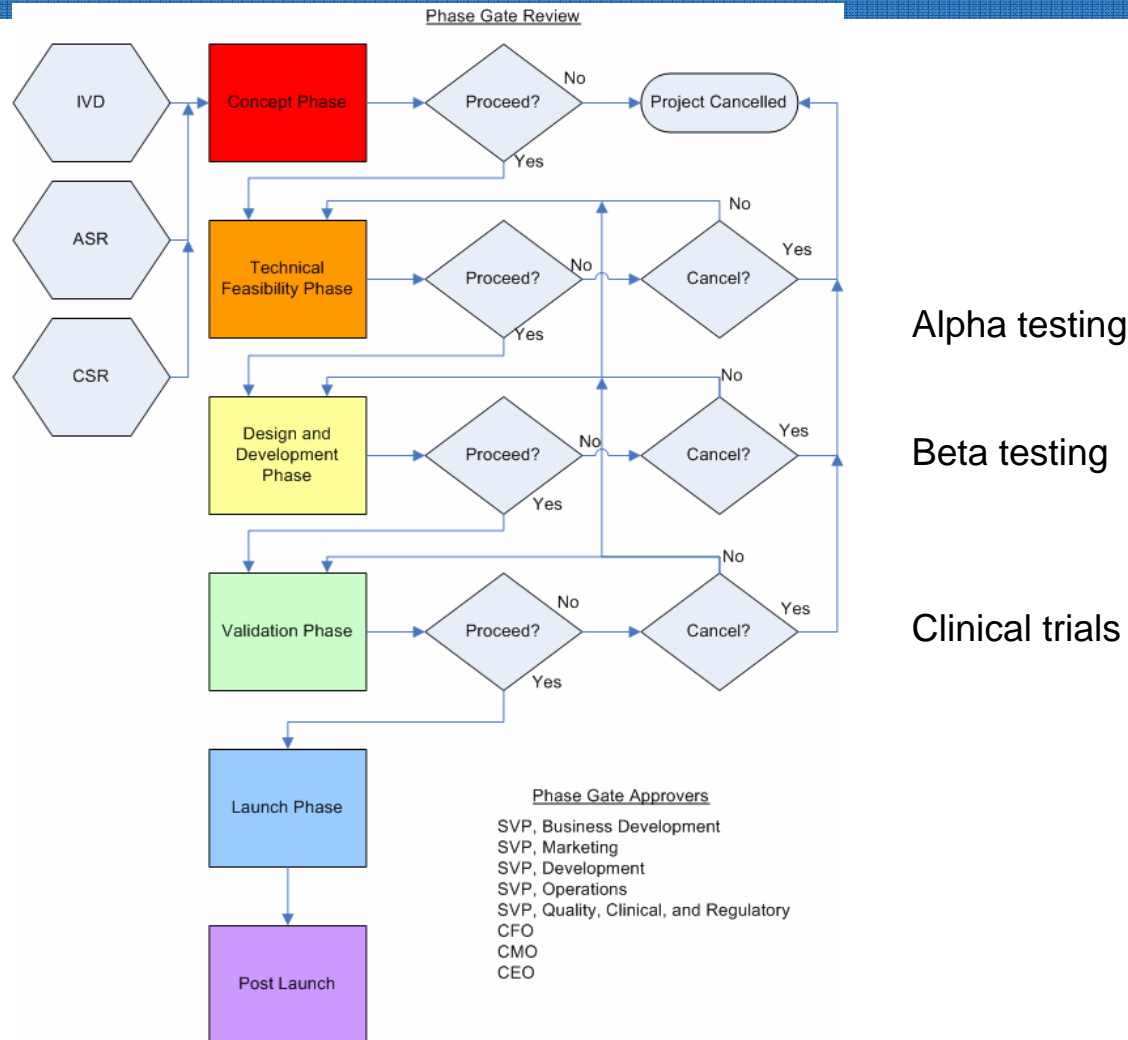 Phase Gate Review
IVD
Concept Phase
Proceed?
No
Project Cancelled
Yes
ASR
Technical
Feasibility Phase
Proceed?
No
Cancel?
No
Yes
Yes
Alpha testing
CSR
Design and
Development
Phase
Proceed?
No
Cancel?
No
Yes
Yes
Beta testing
Validation Phase
Proceed?
No
Cancel?
No
Yes
Yes
Clinical trials
Launch Phase
Post Launch
Phase Gate Approvers
SVP, Business Development
SVP, Marketing
SVP, Development
SVP, Operations
SVP, Quality, Clinical, and Regulatory
CFO
CMO
CEO